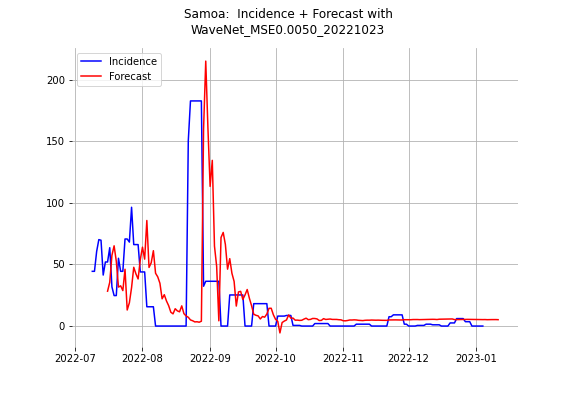 Samoa:  Incidence + Forecast with
WaveNet_MSE0.0050_20221023
Incidence
Forecast
200
150
100
50
0
2022-07 2022-08 2022-09 2022-10 2022-11 2022-12 2023-01